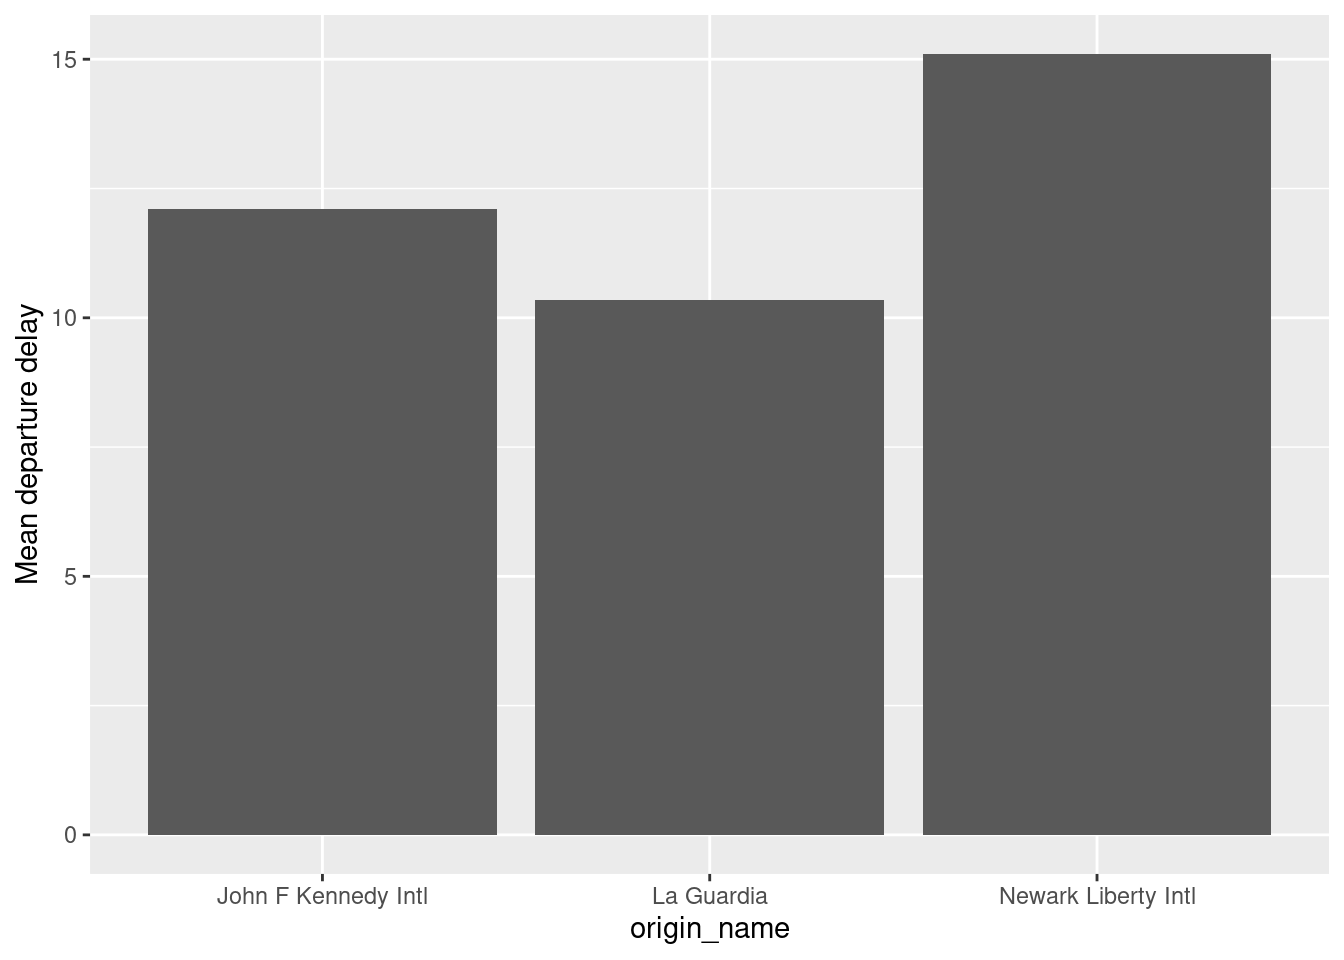 15
10
5
0
Mean departure delay
John F Kennedy Intl
La Guardia
Newark Liberty Intl
origin_name